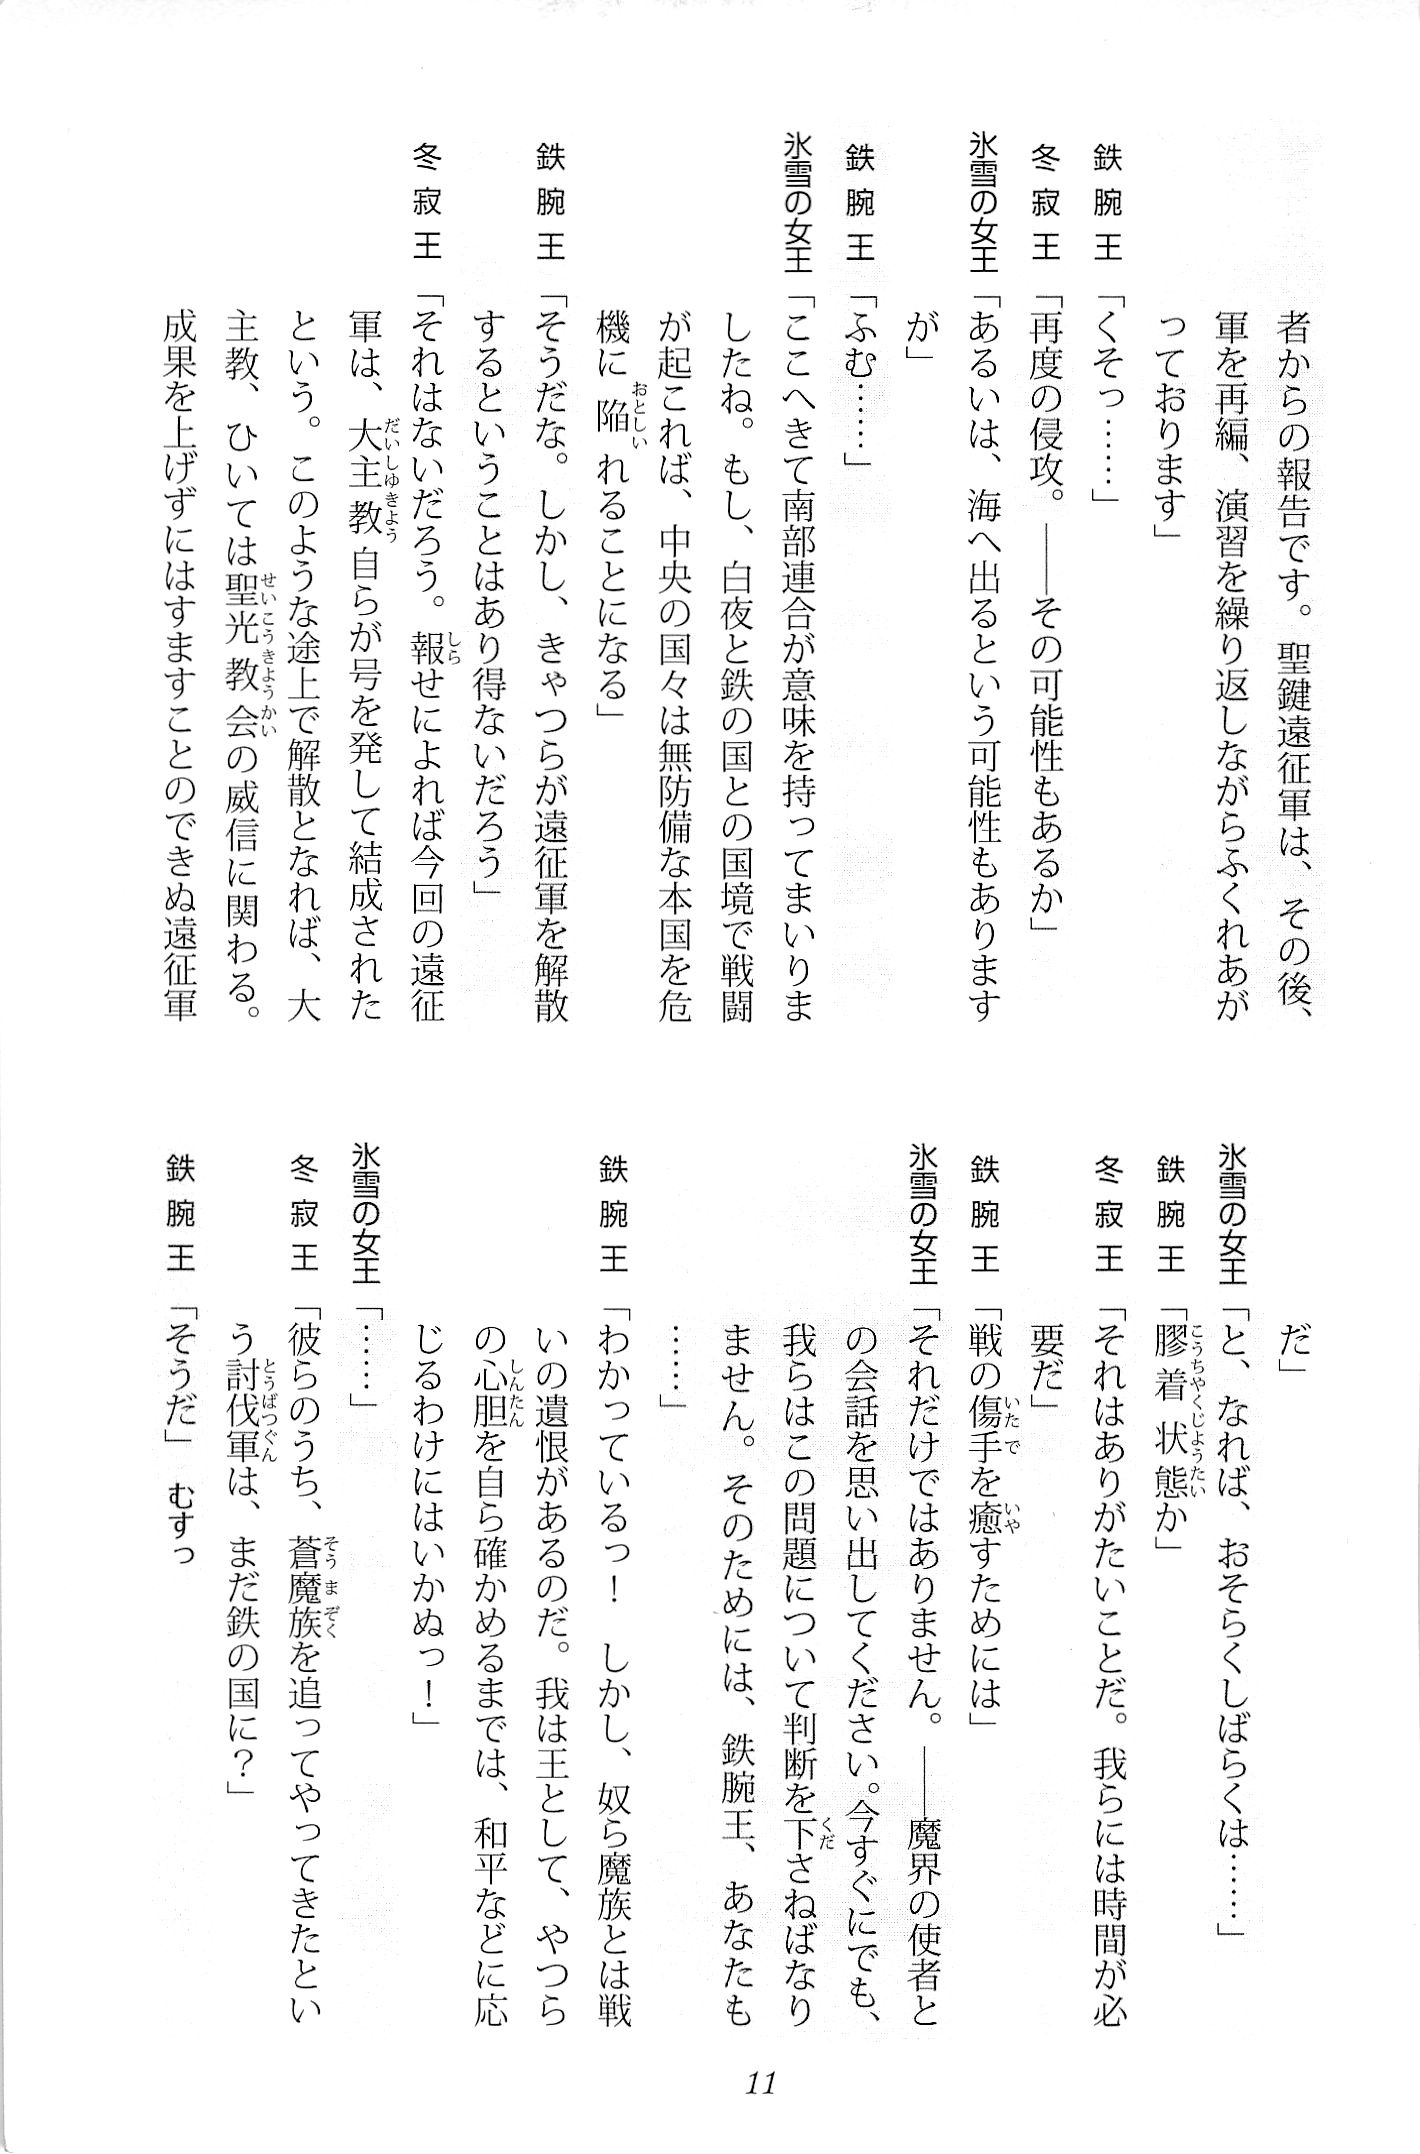 者からの報告です。聖鍵遠征軍は、その後、
軍を再編、演習を繰り返しながらふくれあが
っております」
鉄腕王「くそっ……」
冬寂王「再度の侵攻。――その可能性もあるか」
氷雪の女王「あるいは、海へ出るという可能性もあります
が」
鉄腕王「ふむ……」
氷雪の女王「ここへきて南部連合が意味を持ってまいりま
したね。もし、白夜と鉄の国との国境で戦闘
が起これば、中央の国々は無防備な本国を危
機に陥れることになる」
鉄腕王「そうだな。しかし、きゃつらが遠征軍を解散
するということはあり得ないだろう」
冬寂王「それはないだろう。報せによれば今回の遠征
軍は、大主教自らが号を発して結成された
という。このような途上で解散となれば、大
主教、ひいては聖光教会の威信に関わる。
成果を上げずにはすますことのできぬ遠征軍
だ」
氷雪の女王「と、なれば、おそらくしばらくは……」
鉄腕王「膠着状態か」
冬寂王「それはありがたいことだ。我らには時間が必
要だ」
鉄腕王「戦の傷手を癒すためには」
氷雪の女王「それだけではありません。――魔界の使者と
の会話を思い出してください。今すぐにでも、
我らはこの問題について判断を下さねばなり
ません。そのためには、鉄腕王、あなたも
……」
鉄腕王「わかっているっ！　しかし、奴ら魔族とは戦
いの遺恨があるのだ。我は王として、やつら
の心胆を自ら確かめるまでは、和平などに応
じるわけにはいかぬっ！」
氷雪の女王「……」
冬寂王「彼らのうち、蒼魔族を追ってやってきたとい
う討伐軍は、まだ鉄の国に？」
鉄腕王「そうだ」　むすっ
11